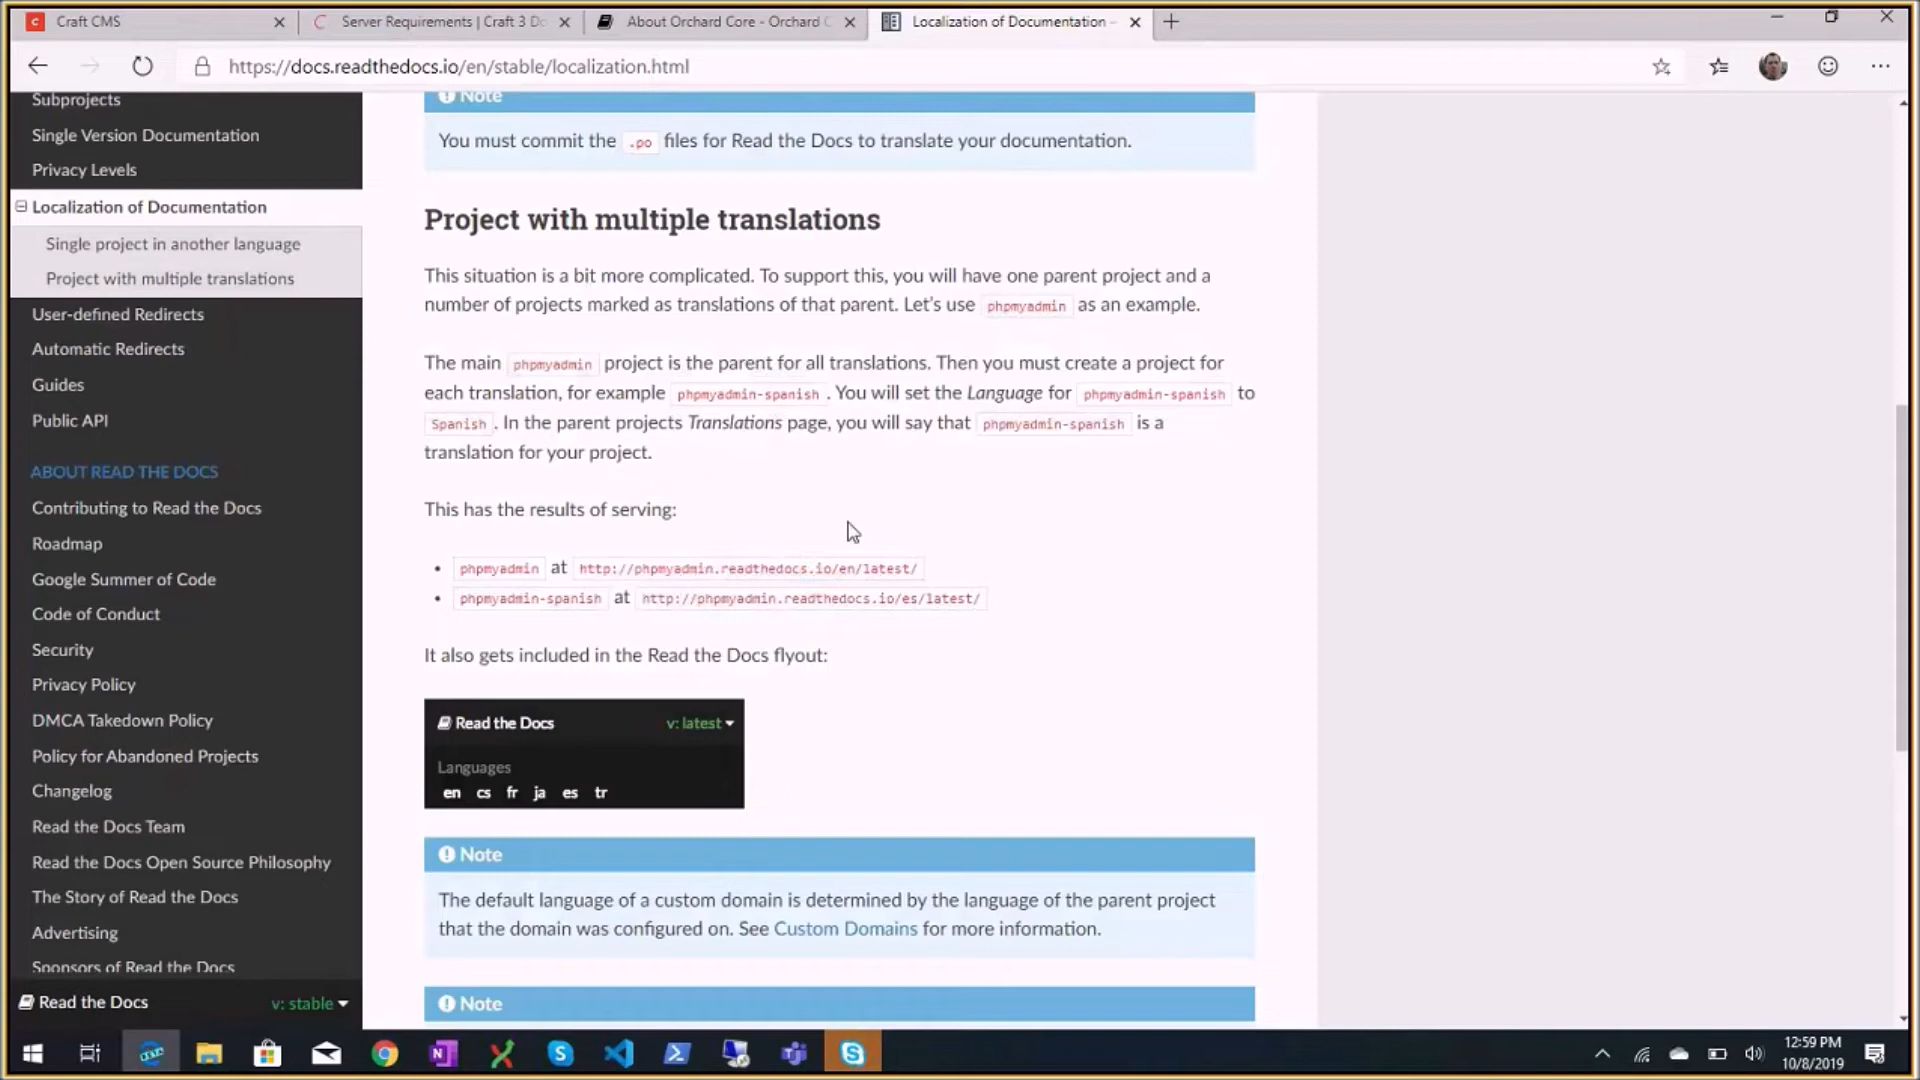 Craft CMS
Server Requirements | Craft 3 Do
About Orchard Core - Orchard C
Localization of Documentation –
https://docs.readthedocs.io/en/stable/localization.html
Subprojects
Single Version Documentation
Privacy Levels
Localization of Documentation
Single project in another language
Project with multiple translations
User-defined Redirects
Automatic Redirects
Guides
Public API
ABOUT READ THE DOCS
Contributing to Read the Docs
Roadmap
Google Summer of Code
Code of Conduct
Security
Privacy Policy
DMCA Takedown Policy
Policy for Abandoned Projects
Changelog
Read the Docs Team
Read the Docs Open Source Philosophy
The Story of Read the Docs
Advertising
Sponsors of Read the Docs
Read the Docs v: stable
Note
You must commit the .po files for Read the Docs to translate your documentation.
Project with multiple translations
This situation is a bit more complicated. To support this, you will have one parent project and a
number of projects marked as translations of that parent. Let's use phpmyadmin as an example.
The main phpmyadmin project is the parent for all translations. Then you must create a project for
each translation, for example phpmyadmin-spanish . You will set the Language for phpmyadmin-spanish to
Spanish . In the parent projects Translations page, you will say that phpmyadmin-spanish is a
translation for your project.
This has the results of serving:
• phpmyadmin at http://phpmyadmin.readthedocs.io/en/latest/
• phpmyadmin-spanish at http://phpmyadmin.readthedocs.io/es/latest/
It also gets included in the Read the Docs flyout:
Read the Docs v: latest
Languages
en cs fr ja es tr
Note
The default language of a custom domain is determined by the language of the parent project
that the domain was configured on. See Custom Domains for more information.
Note
12:59 PM
10/8/2019